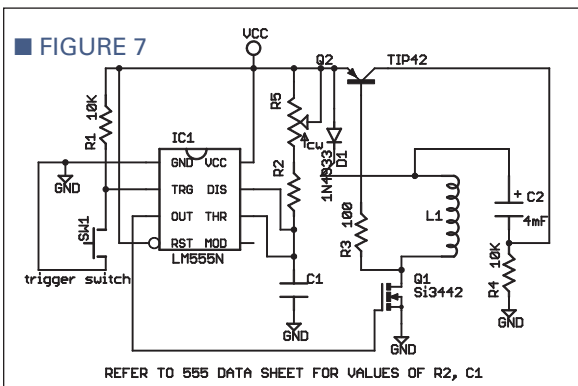 ■ FIGURE 7
VCC
Q2
TIP42
R1 10K
R5
CW
IC1
GND VCC
TRG DIS
OUT THR
RST MOD
LM555N
GND
R2
1N4933
D1
L1
+
C2
4mF
R3 100
SW1
trigger switch
C1
Q1
Si3442
R4 10K
GND
GND
GND
REFER TO 555 DATA SHEET FOR VALUES OF R2, C1